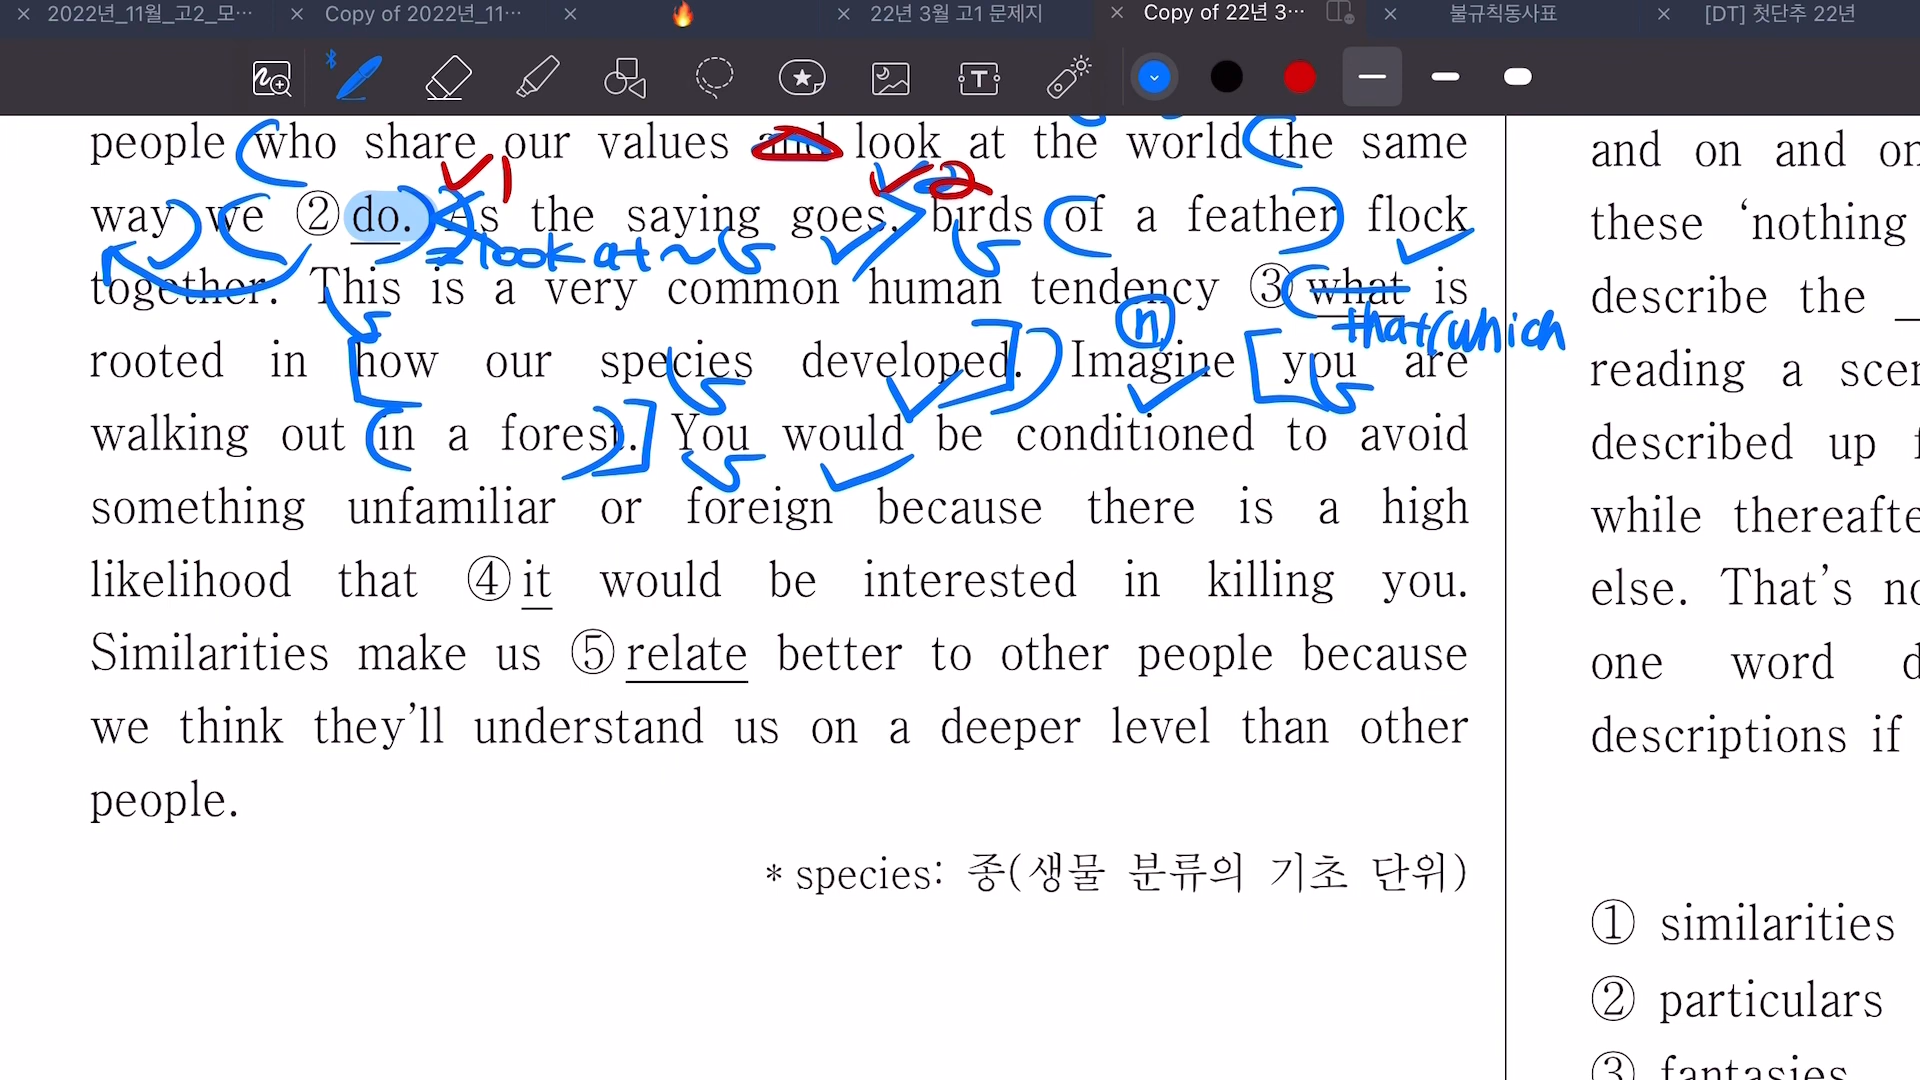 2022년_11월_고2_모… Copy of 2022년_11… 🔥 22년 3월 고1 문제지 Copy of 22년 3… 불규칙동사표 [DT] 첫단추 22년
people who share our values and look at the world the same
1 2
way we ② do. As the saying goes, birds of a feather flock
= look at ~ S S
together. This is a very common human tendency ③ what is
S n that/which
rooted in how our species developed. Imagine you are
S S
walking out in a forest. You would be conditioned to avoid
S
something unfamiliar or foreign because there is a high
likelihood that ④ it would be interested in killing you.
Similarities make us ⑤ relate better to other people because
we think they’ll understand us on a deeper level than other
people.
* species: 종(생물 분류의 기초 단위)
and on and on
these ‘nothing
describe the
reading a
described up
while
else. That’s
one word
descriptions if
① similarities
② particulars
③ fantasies